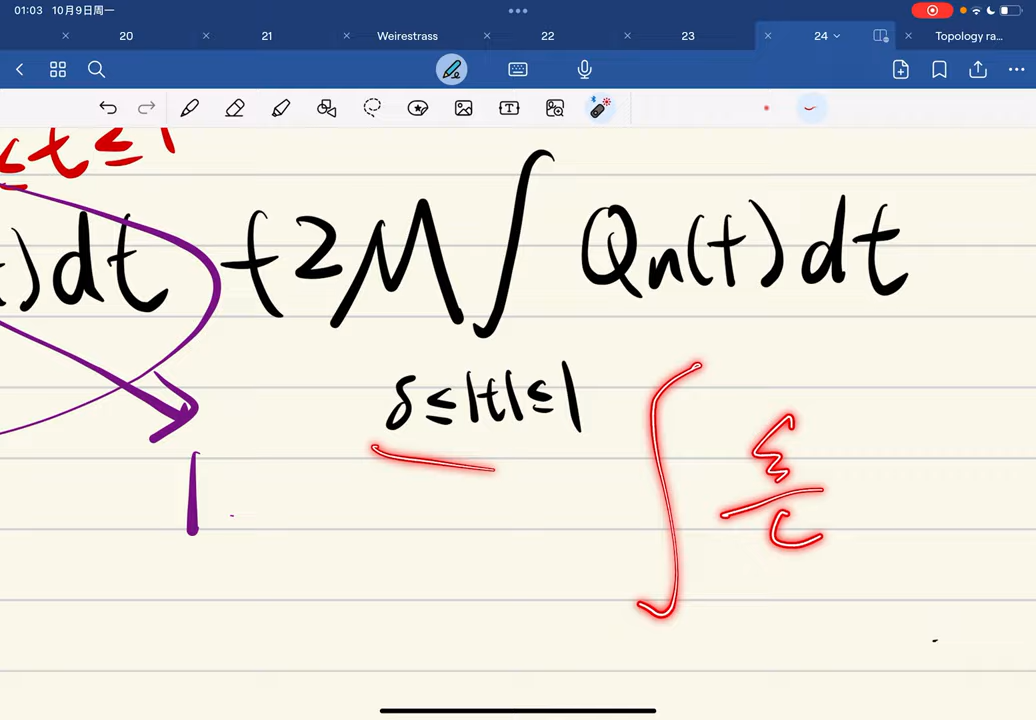 01:03 10月9日周一
20 21 Weirestrass 22 23 24 Topology ra...
≤t≤1
)dt +2M∫ Qn(t)dt
δ≤|t|≤1
∫ ε/c
1